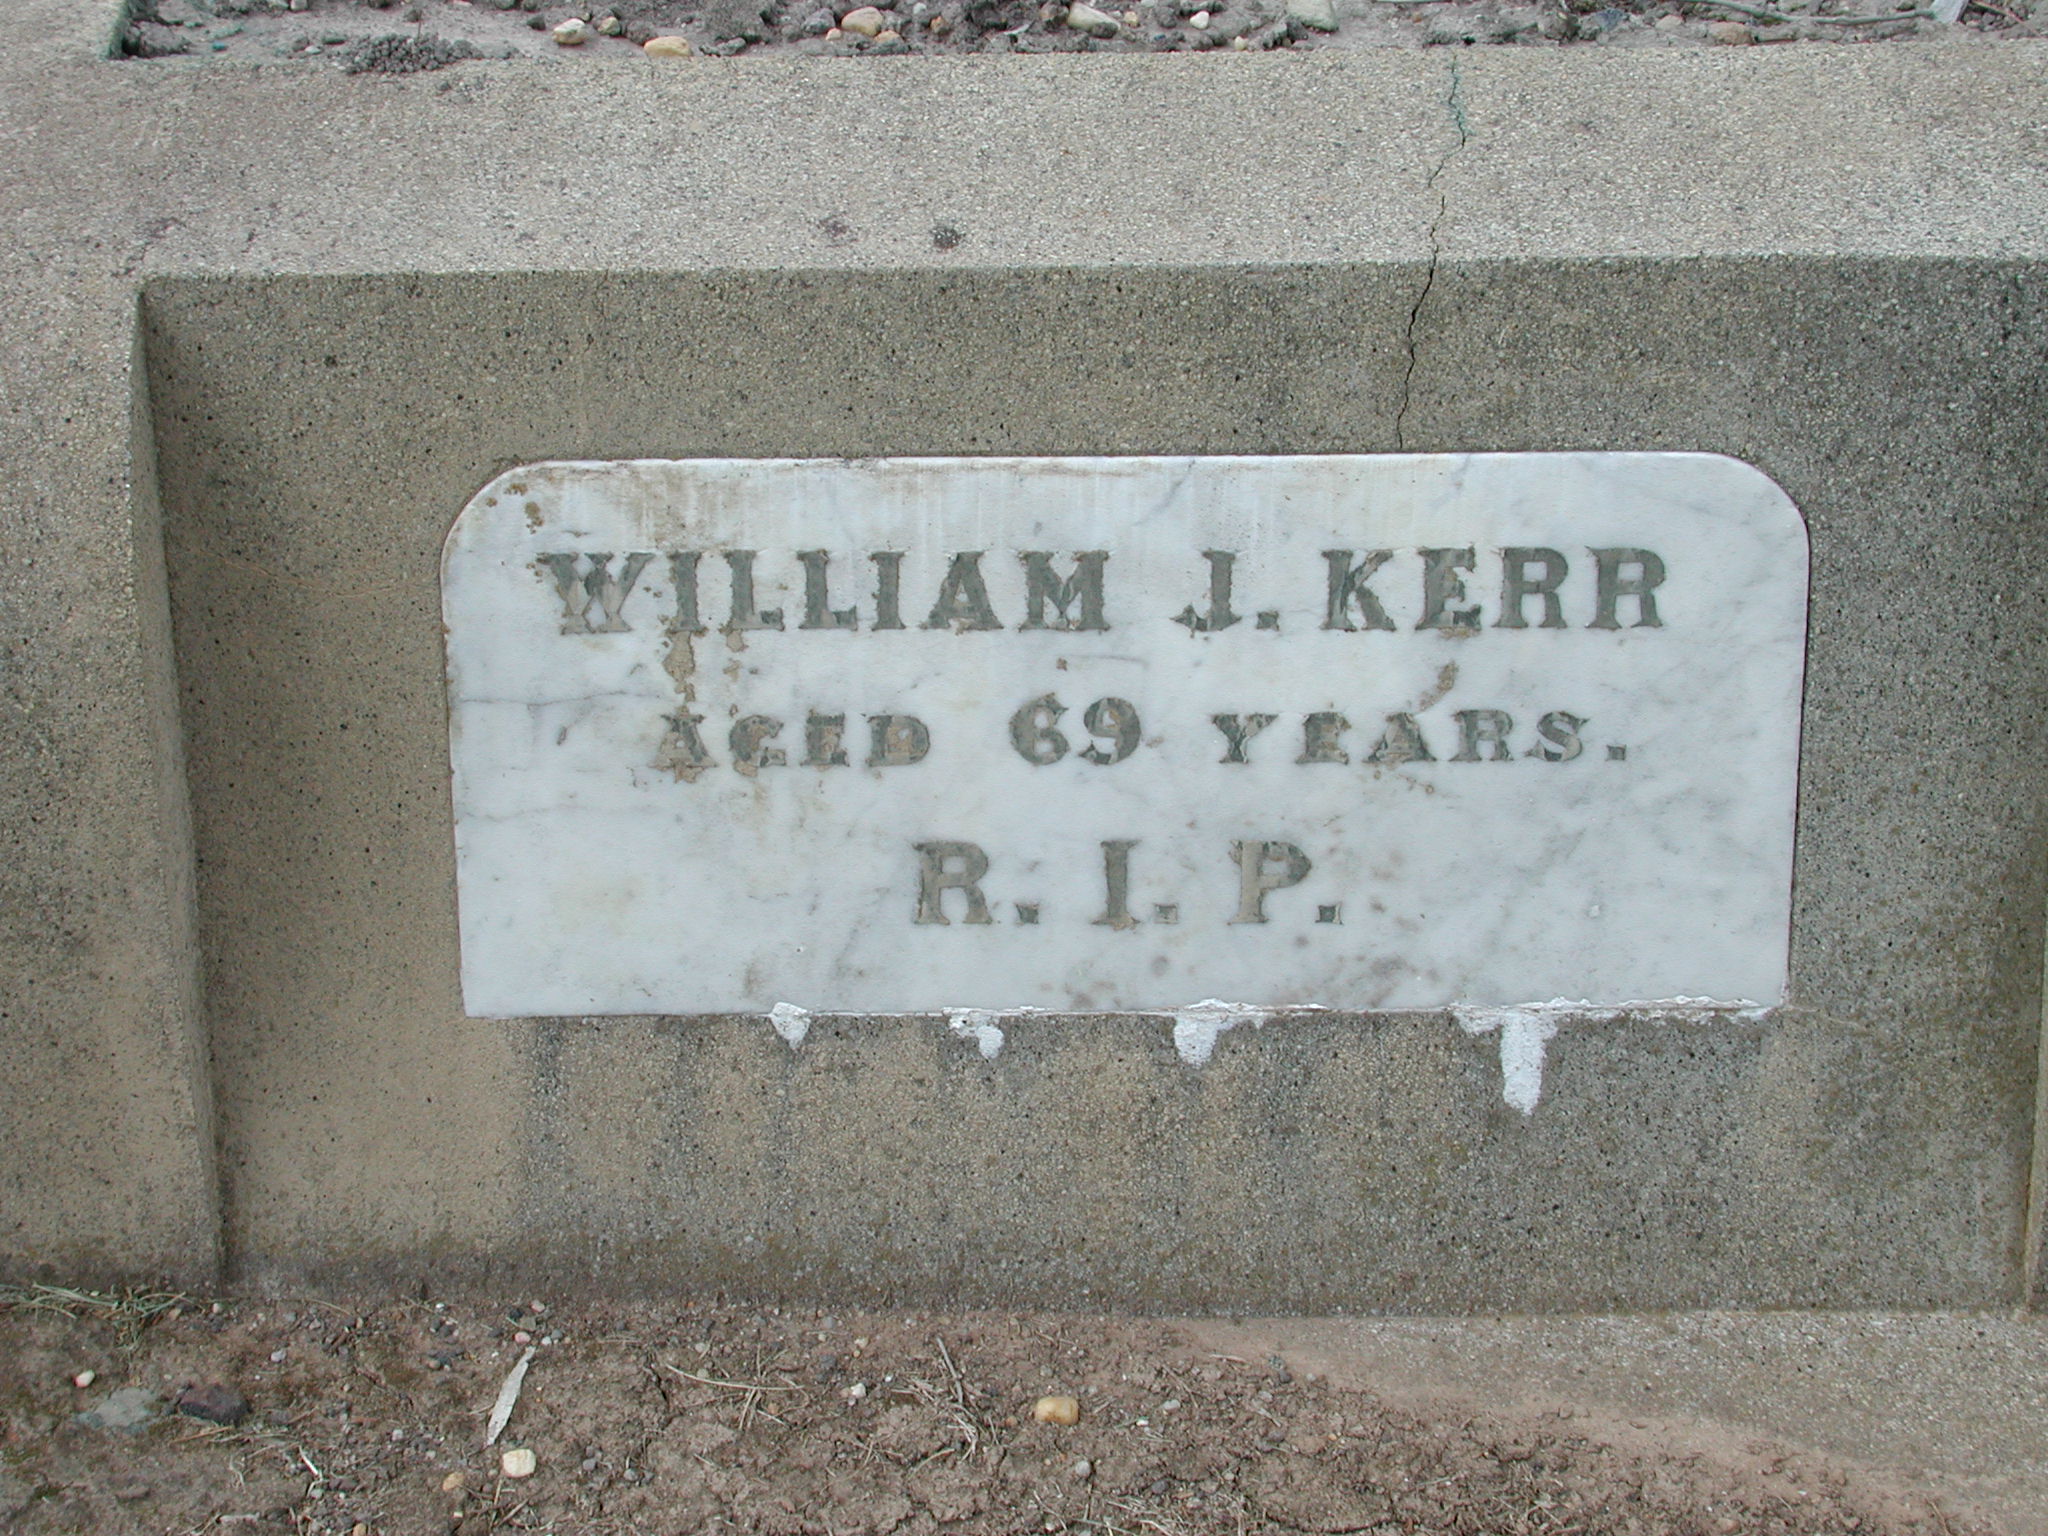 WILLIAM J. KERR
AGED 69 YEARS.
R. I. P.